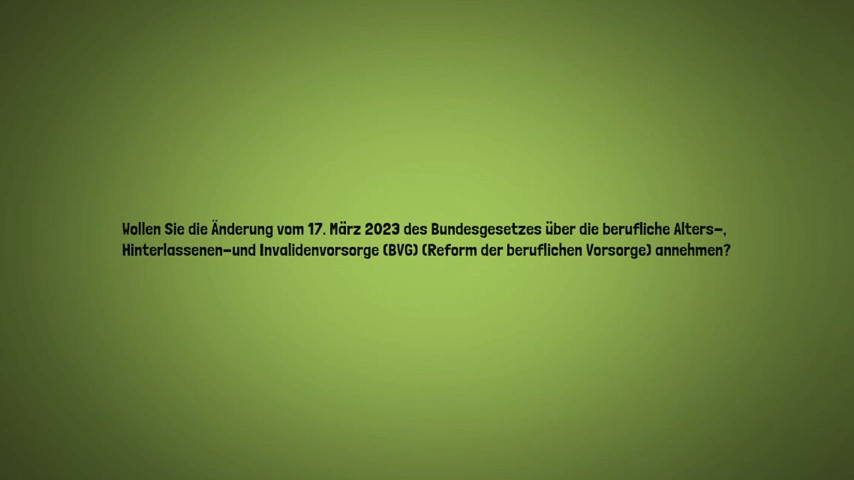 Wollen Sie die Änderung vom 17. März 2023 des Bundesgesetzes über die berufliche Alters-,
Hinterlassenen-und Invalidenvorsorge (BVG) (Reform der beruflichen Vorsorge) annehmen?